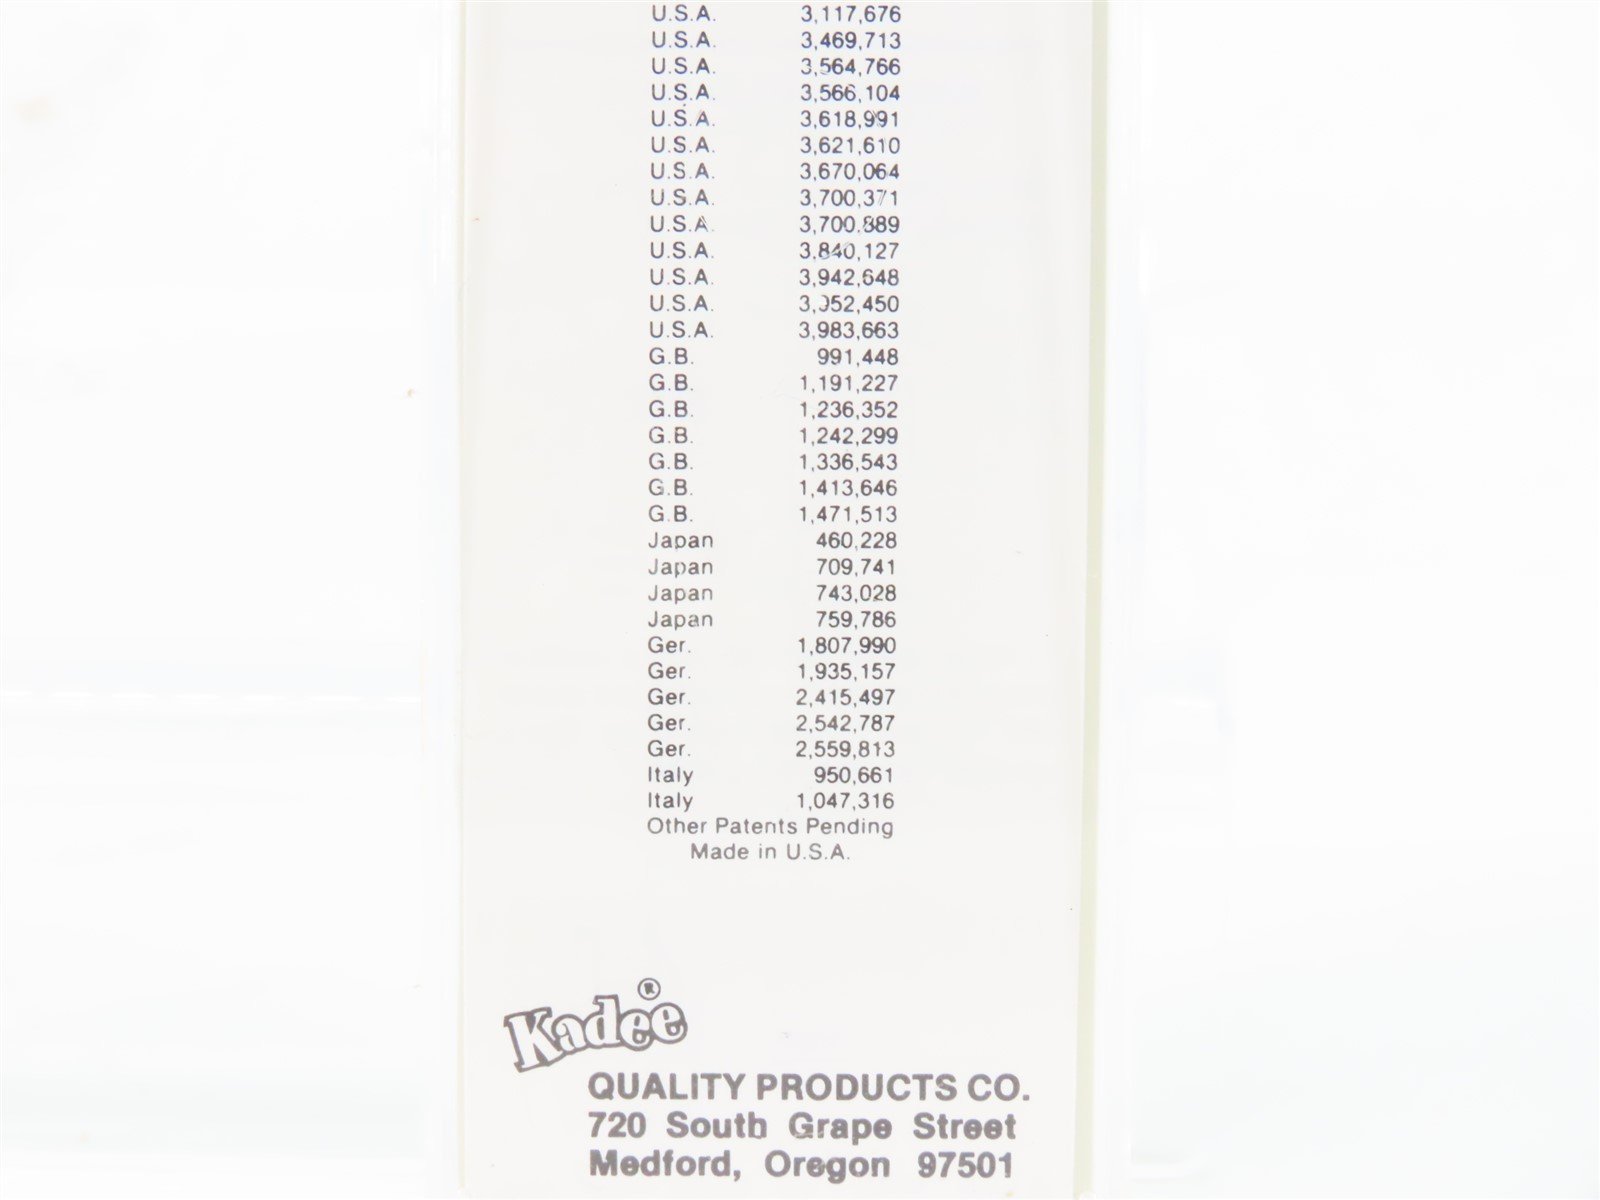 U.S.A. 3,117,676
U.S.A. 3,469,713
U.S.A. 3,564,766
U.S.A. 3,566,104
U.S.A. 3,618,991
U.S.A. 3,621,610
U.S.A. 3,670,064
U.S.A. 3,700,371
U.S.A. 3,700,889
U.S.A. 3,840,127
U.S.A. 3,942,648
U.S.A.
U.S.A. 3,983,663
G.B. 991,448
G.B. 1,191,227
G.B. 1,236,352
G.B. 1,242,299
G.B. 1,336,543
G.B. 1,413,646
G.B. 1,471,513
Japan 460,228
Japan 709,741
Japan 743,028
Japan 759,786
Ger. 1,807,990
Ger. 1,935,157
Ger. 2,415,497
Ger. 2,542,787
Ger. 2,559,813
Italy 950,661
Italy 1,047,316
Other Patents Pending
Made in U.S.A.
Kadee®
QUALITY PRODUCTS CO.
720 South Grape Street
Medford, Oregon 97501